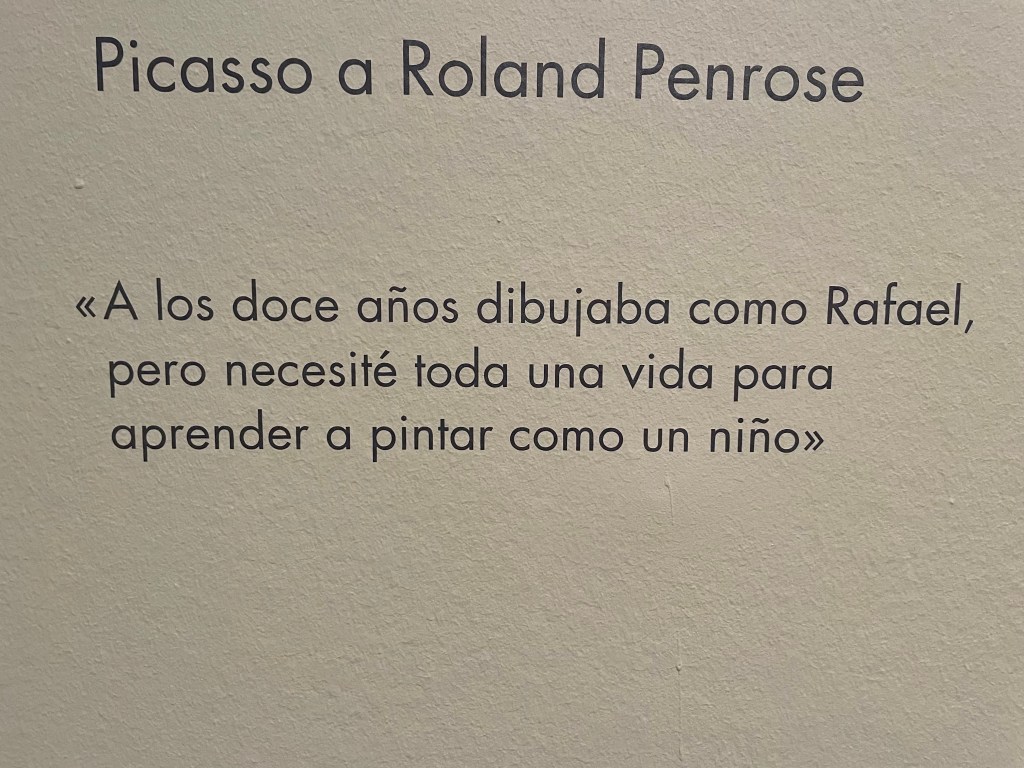 Picasso a Roland Penrose
«A los doce años dibujaba como Rafael,
pero necesité toda una vida para
aprender a pintar como un niño»